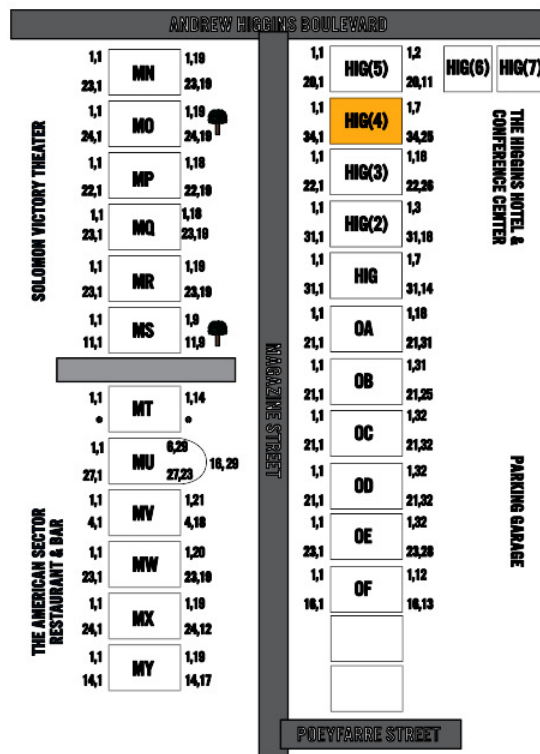 ANDREW HIGGINS BOULEVARD
1,1 MN 1,19
23,1 23,19
1,1 MO 1,19
24,1 24,19
1,1 MP 1,18
22,1 22,19
1,1 MQ 1,18
23,1 23,19
1,1 MR 1,19
23,1 23,19
1,1 MS 1,9
11,1 11,9
SOLOMON VICTORY THEATER
1,1 MT 1,14
* *
1,1 MU 6,29
27,1 27,23
16,29
1,1 MV 1,21
4,1 4,18
1,1 MW 1,20
23,1 23,19
1,1 MX 1,19
24,1 24,12
1,1 MY 1,19
14,1 14,17
THE AMERICAN SECTOR
RESTAURANT & BAR
MAGAZINE STREET
1,1 HIG(5) 1,2
20,1 20,11
HIG(6) HIG(7)
1,1 HIG(4) 1,7
34,1 34,25
1,1 HIG(3) 1,18
22,1 22,26
1,1 HIG(2) 1,3
31,1 31,16
1,1 HIG 1,7
31,1 31,14
1,1 OA 1,18
21,1 21,31
1,1 OB 1,31
21,1 21,25
1,1 OC 1,32
21,1 21,32
1,1 OD 1,32
21,1 21,32
1,1 OE 1,32
23,1 23,28
1,1 OF 1,12
16,1 16,13
THE HIGGINS HOTEL &
CONFERENCE CENTER
PARKING GARAGE
POEYFARRE STREET